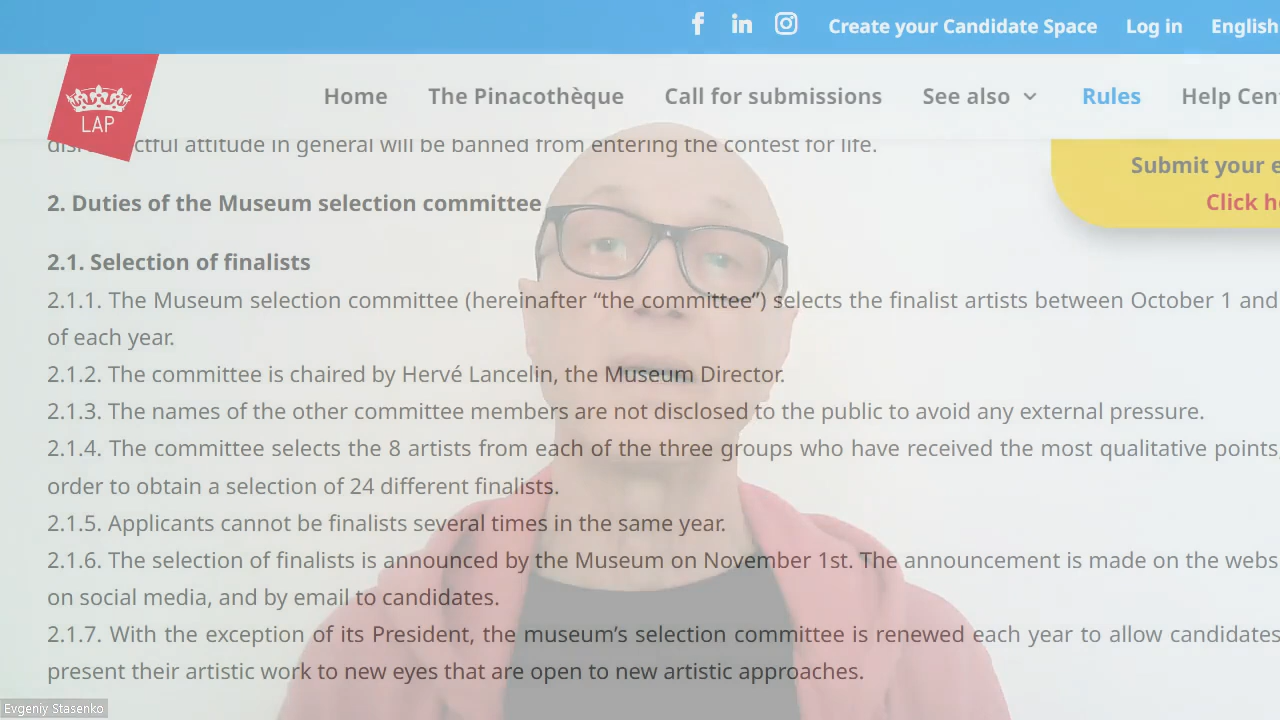 Create your Candidate Space Log in English
LAP
Home The Pinacothèque Call for submissions See also Rules Help
attitude in general will be banned from entering the contest for life.
Submit your
Click
2. Duties of the Museum selection committee
2.1. Selection of finalists
2.1.1. The Museum selection committee (hereinafter “the committee”) selects the finalist artists between October 1 and
of each year.
2.1.2. The committee is chaired by Hervé Lancelin, the Museum Director.
2.1.3. The names of the other committee members are not disclosed to the public to avoid any external pressure.
2.1.4. The committee selects the 8 artists from each of the three groups who have received the most qualitative points,
order to obtain a selection of 24 different finalists.
2.1.5. Applicants cannot be finalists several times in the same year.
2.1.6. The selection of finalists is announced by the Museum on November 1st. The announcement is made on the
on social media, and by email to candidates.
2.1.7. With the exception of its President, the museum’s selection committee is renewed each year to allow candidates
present their artistic work to new eyes that are open to new artistic approaches.
Evgeniy Stasenko